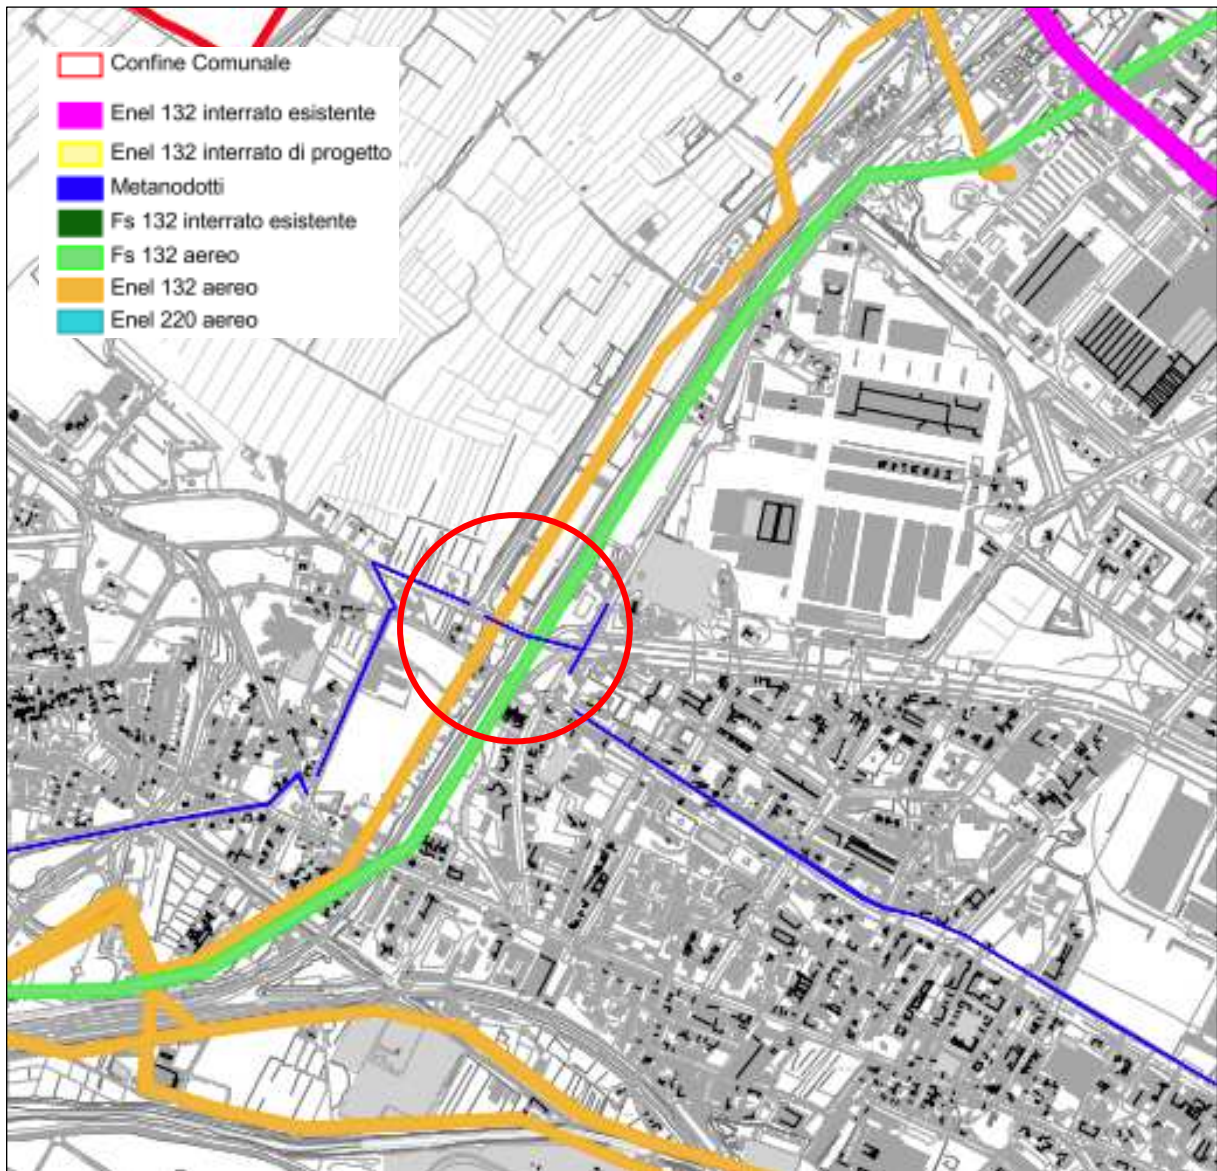 Confine Comunale
Enel 132 interrato esistente
Enel 132 interrato di progetto
Metanodotti
Fs 132 interrato esistente
Fs 132 aereo
Enel 132 aereo
Enel 220 aereo